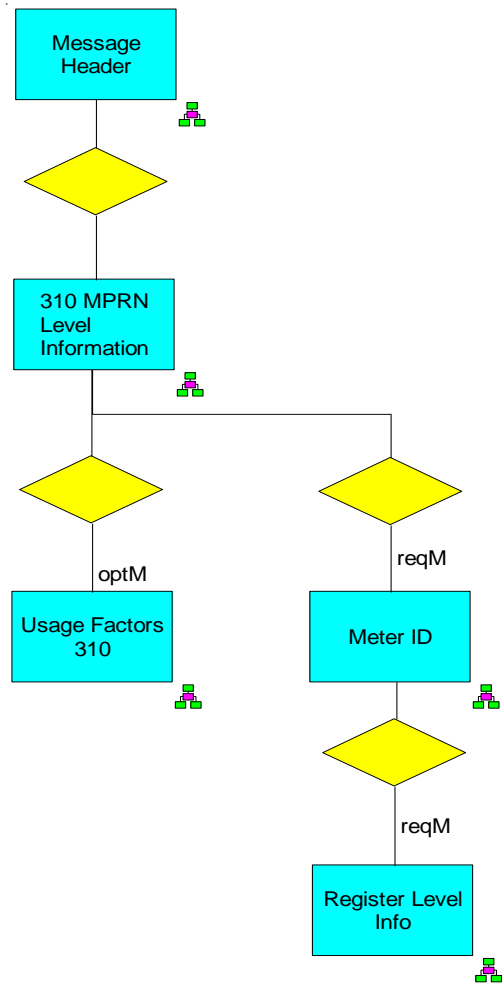 Message
Header
310 MPRN
Level
Information
optM
reqM
Usage Factors
310
Meter ID
reqM
Register Level
Info